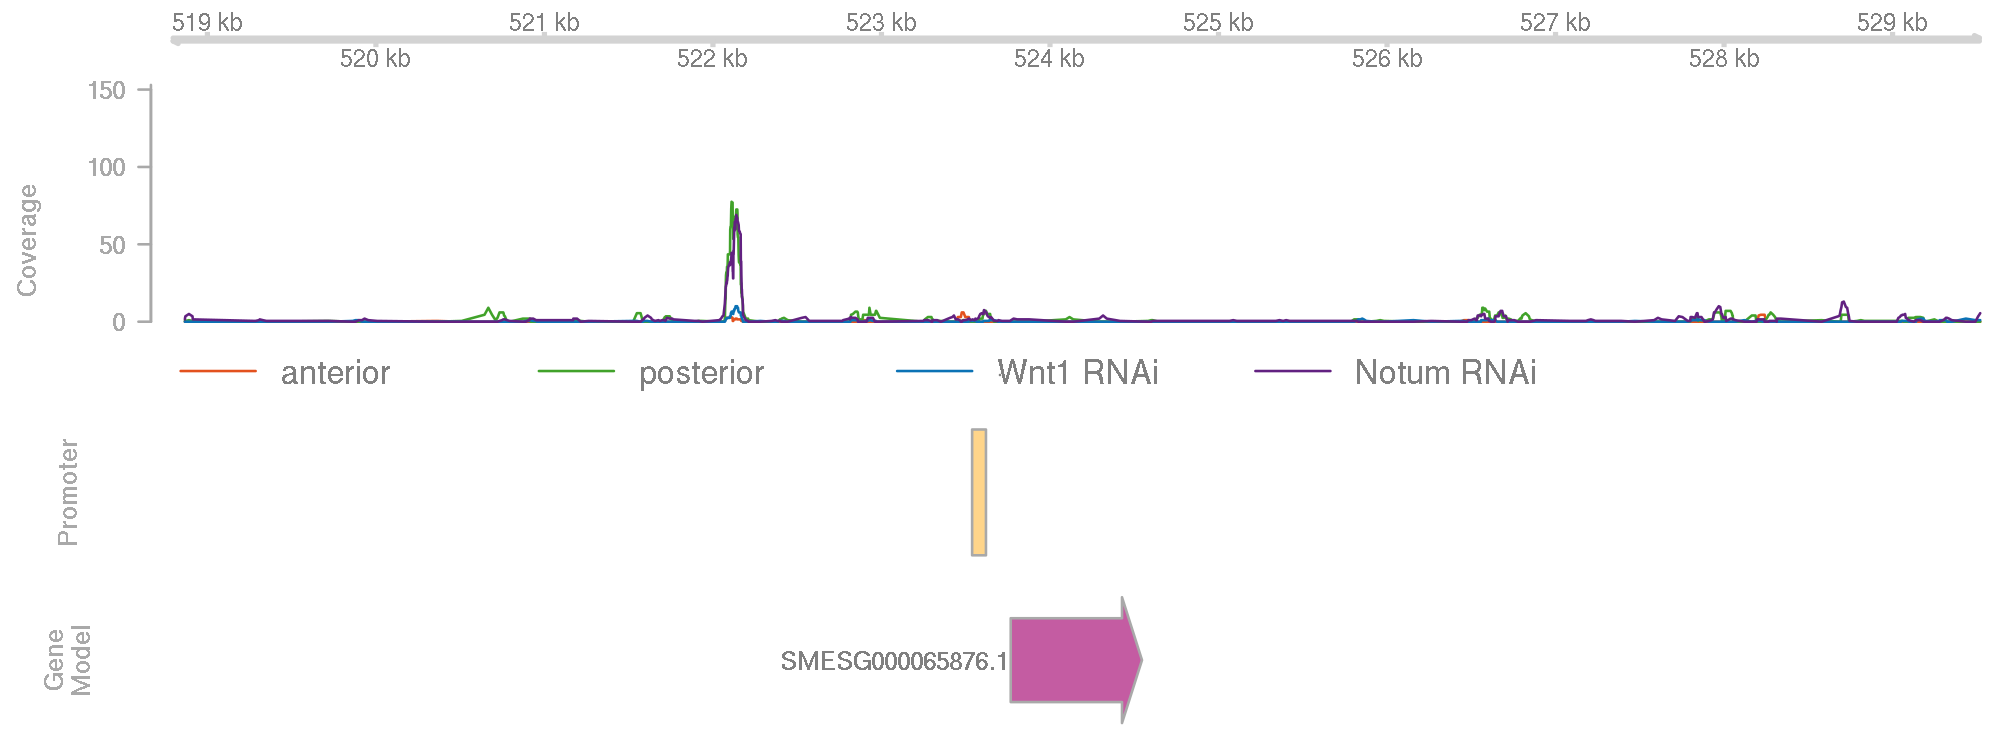 519 kb 521 kb 523 kb 525 kb 527 kb 529 kb
520 kb 522 kb 524 kb 526 kb 528 kb
150
100
50
0
Coverage
anterior posterior Wnt1 RNAi Notum RNAi
Promoter
Gene
Model
SMESG000065876.1